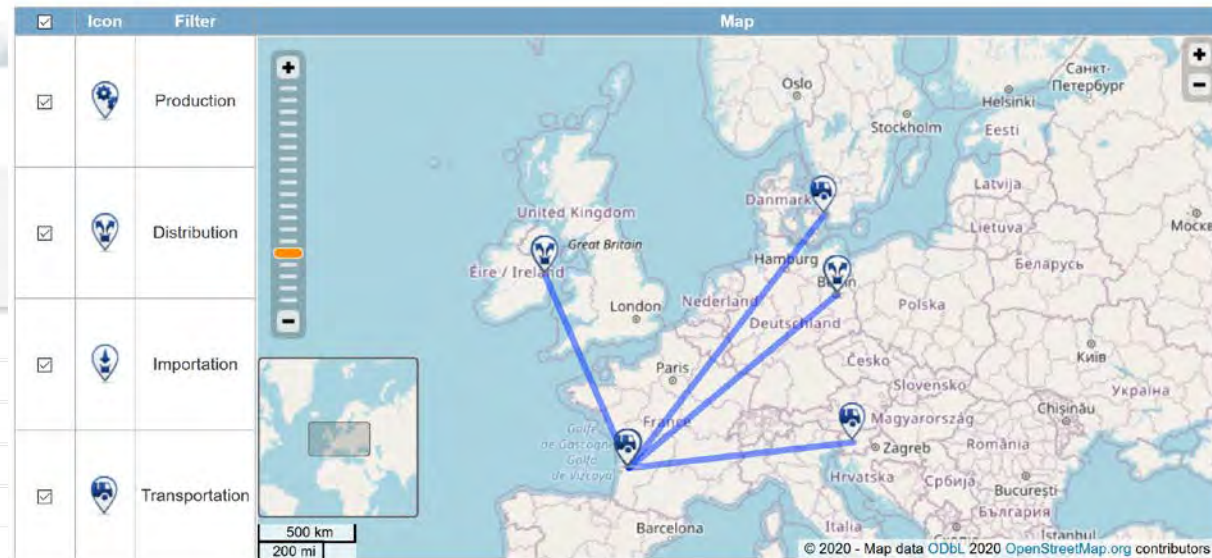 Icon Filter Map
Production
Distribution
Importation
Transportation
+
−
+
−
Oslo
Санкт-
Петербург
Helsinki
Stockholm
Eesti
Latvija
Danmark
United Kingdom
Lietuva
Москв
Great Britain
Hamburg
Беларусь
Éire / Ireland
Berlin
London
Nederland
Polska
Deutschland
Київ
Paris
Česko
Slovensko
Україна
Chișinău
France
Magyarország
Golfe
de Gascogne
Zagreb
România
Golfo
de Vizcaya
Hrvatska
Србија
București
България
Barcelona
Italia
Istanbul
500 km
200 mi
© 2020 - Map data ODbL 2020 OpenStreetMap.org contributors